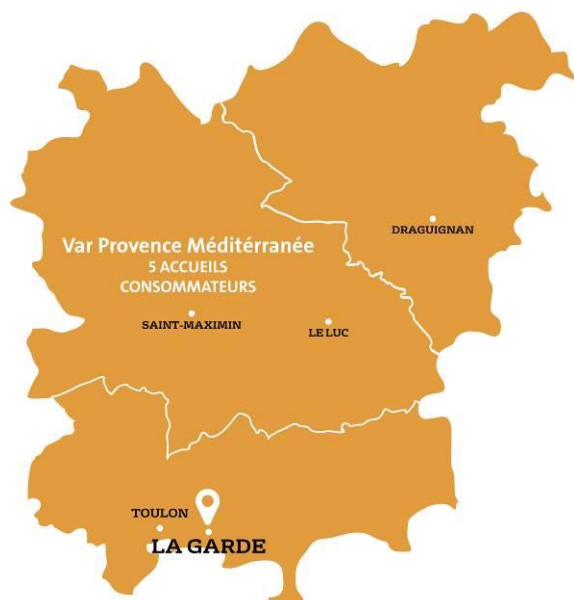 DRAGUIGNAN
Var Provence Méditérranée
5 ACCUEILS
CONSOMMATEURS
SAINT-MAXIMIN
LE LUC
TOULON
LA GARDE